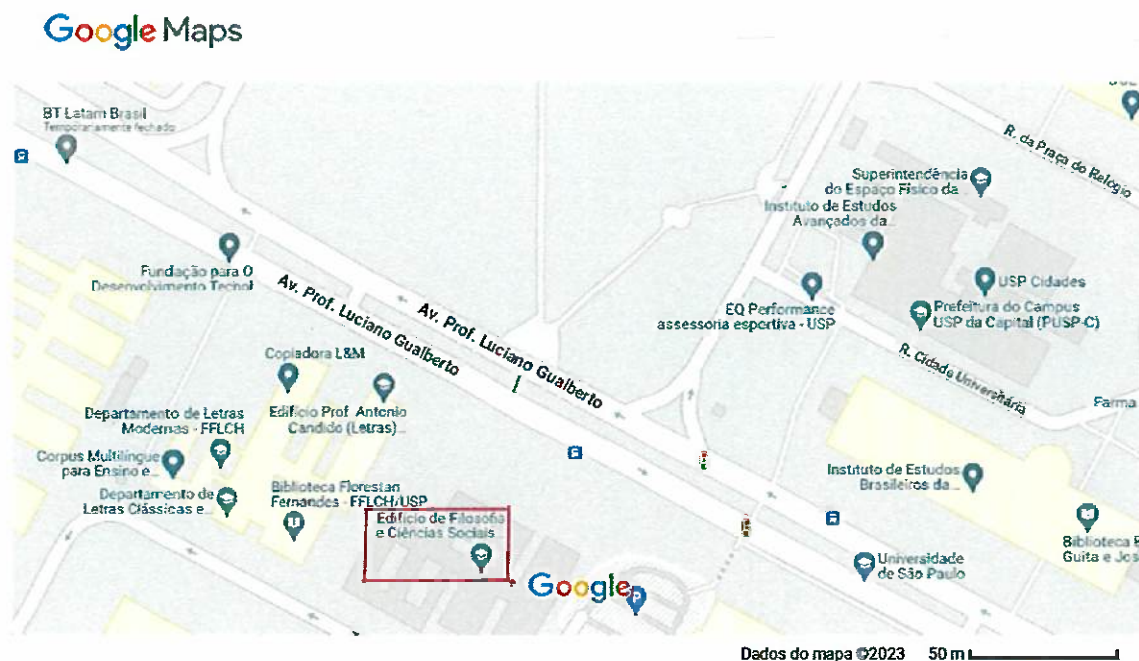 Google Maps
BT Latam Brasil
Temporariamente fechado
R. da Praça do Relógio
Superintendência
do Espaço Físico da...
Instituto de Estudos
Avançados da...
Fundação para O
Desenvolvimento Tecnol
Av. Prof. Luciano Gualberto
Av. Prof. Luciano Gualberto
USP Cidades
EQ Performance
assessoria esportiva - USP
Prefeitura do Campus
USP da Capital (PUSP-C)
R. Cidade Universitária
Copiadora L&M
Edifício Prof. Antonio
Candido (Letras)...
Farma
Departamento de Letras
Modernas - FFLCH
Corpus Multilíngue
para Ensino e...
Departamento de
Letras Clássicas e...
Biblioteca Florestan
Fernandes - FFLCH/USP
Instituto de Estudos
Brasileiros da...
Edifício de Filosofia
e Ciências Sociais
Biblioteca B
Guita e Jos
Universidade
de São Paulo
Google
P
Dados do mapa ©2023 50 m